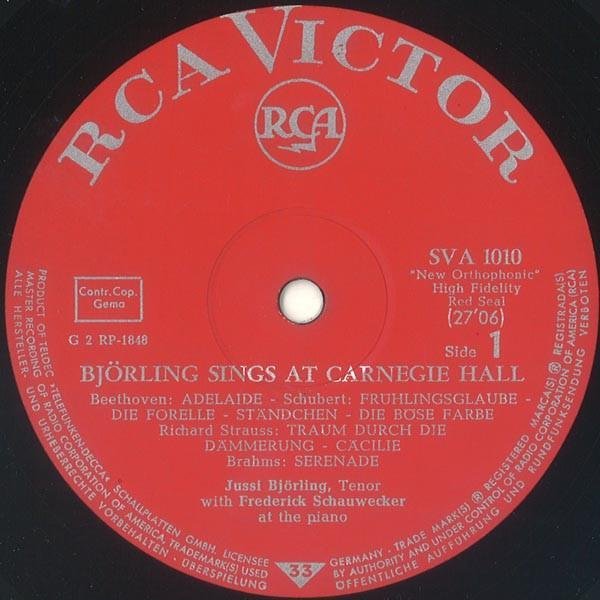 RCA VICTOR
RCA
SVA 1010
"New Orthophonic"
High Fidelity
Red Seal
(27'06)
Side 1
Contr. Cop.
Gema
G 2 RP-1848
BJÖRLING SINGS AT CARNEGIE HALL
Beethoven: ADELAIDE - Schubert: FRÜHLINGSGLAUBE -
DIE FORELLE - STÄNDCHEN - DIE BÖSE FARBE
Richard Strauss: TRAUM DURCH DIE
DÄMMERUNG - CÄCILIE
Brahms: SERENADE
Jussi Björling, Tenor
with Frederick Schauwecker
at the piano
33
PRODUCT OF TELDEC »TELEFUNKEN-DECCA« SCHALLPLATTEN GMBH. LICENSEE
MASTER RECORDING OF RADIO CORPORATION OF AMERICA, TRADEMARK(S) USED
ALLE HERSTELLER- UND URHEBERRECHTE VORBEHALTEN - ÜBERSPIELUNG
GERMANY - TRADE MARK(S) ® REGISTERED MARCA(S) ® REGISTRADA(S)
BY AUTHORITY AND UNDER CONTROL OF RADIO CORPORATION OF AMERICA (RCA)
ÖFFENTLICHE AUFFÜHRUNG UND RUNDFUNKSENDUNG VERBOTEN